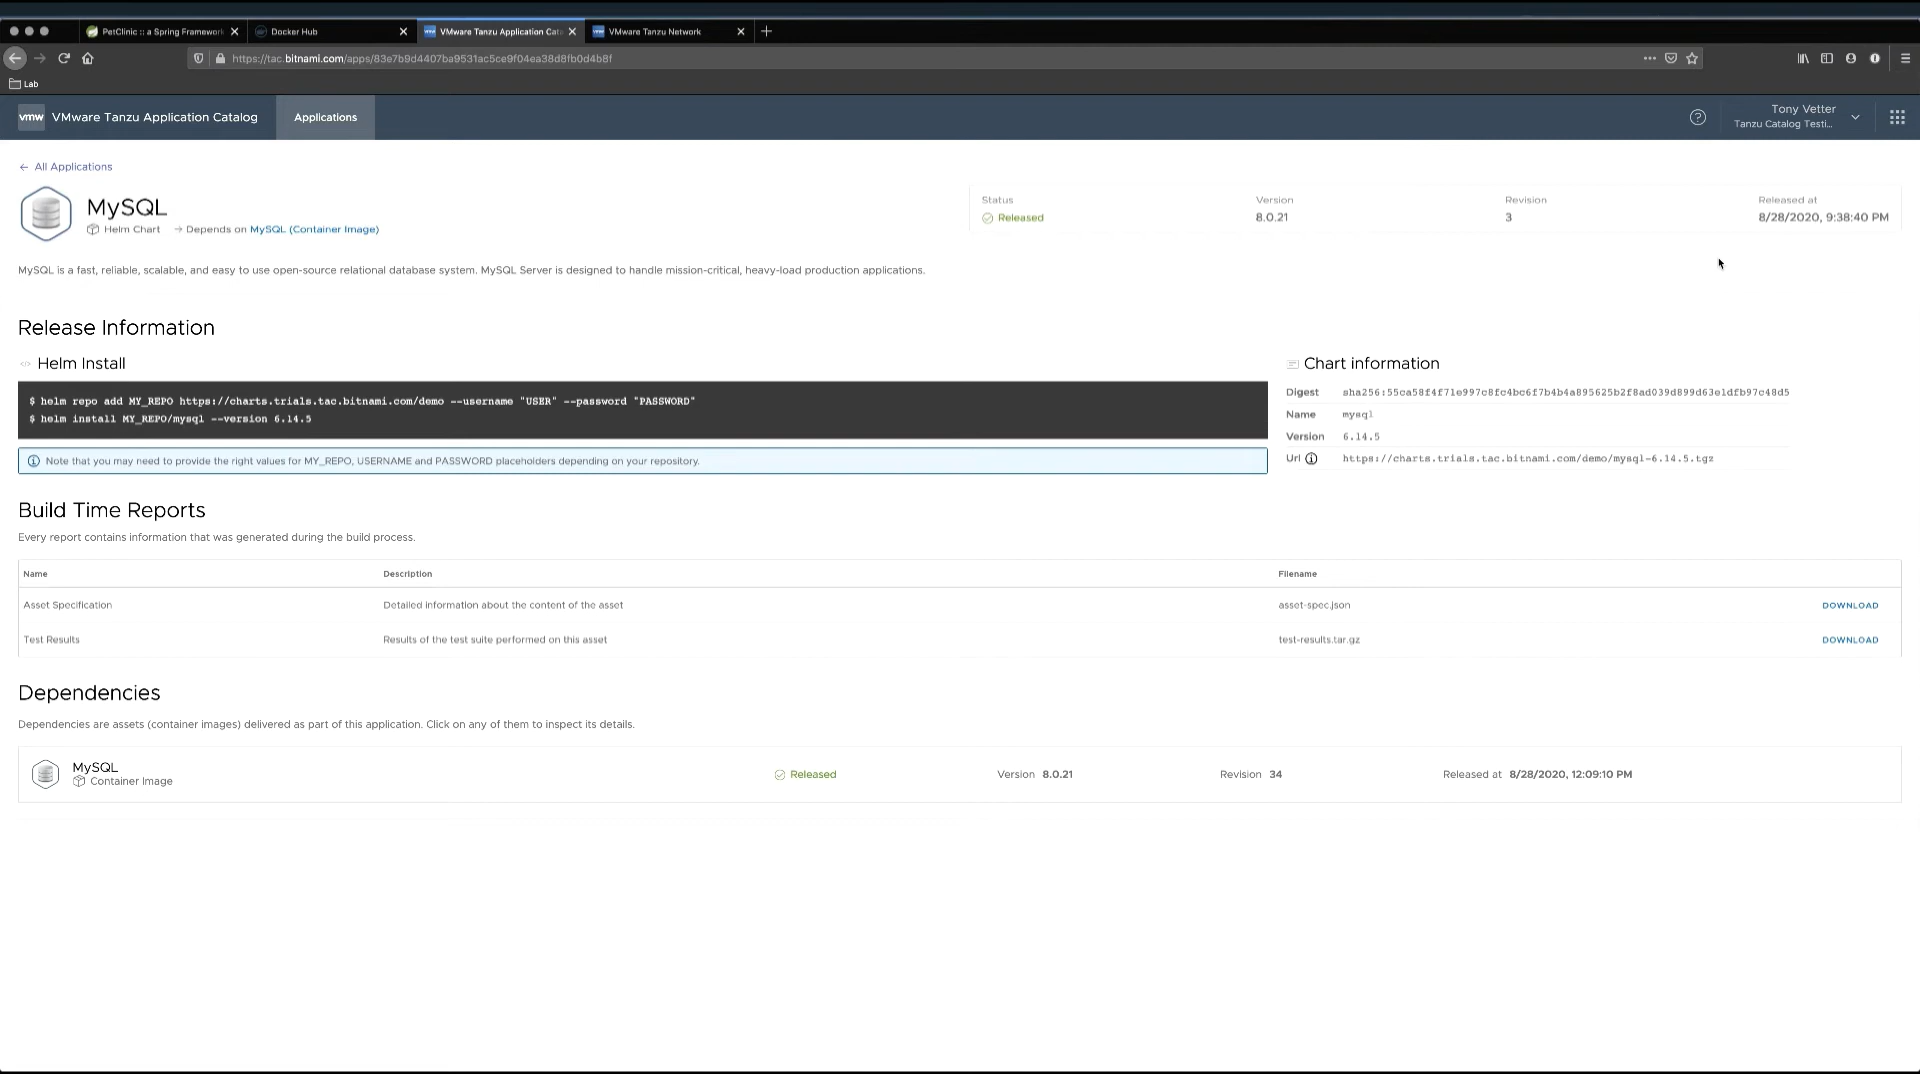 PetClinic :: a Spring Framework
Docker Hub
VMware Tanzu Application Cat
VMware Tanzu Network
https://tac.bitnami.com/apps/83e7b9d4407ba9531ac5ce9f04ea38d8fb0d4b8f
Lab
vmw VMware Tanzu Application Catalog
Applications
Tony Vetter
Tanzu Catalog Testi...
← All Applications
MySQL
Helm Chart → Depends on MySQL (Container Image)
Status Version Revision Released at
Released 8.0.21 3 8/28/2020, 9:38:40 PM
MySQL is a fast, reliable, scalable, and easy to use open-source relational database system. MySQL Server is designed to handle mission-critical, heavy-load production applications.
Release Information
</> Helm Install
$ helm repo add MY_REPO https://charts.trials.tac.bitnami.com/demo --username "USER" --password "PASSWORD"
$ helm install MY_REPO/mysql --version 6.14.5
Note that you may need to provide the right values for MY_REPO, USERNAME and PASSWORD placeholders depending on your repository.
Chart information
Digest sha256:55ca58f4f71e997c8fc4bc6f7b4b4a895625b2f8ad039d899d63e1dfb97c48d5
Name mysql
Version 6.14.5
Url https://charts.trials.tac.bitnami.com/demo/mysql-6.14.5.tgz
Build Time Reports
Every report contains information that was generated during the build process.
Name Description Filename
Asset Specification Detailed information about the content of the asset asset-spec.json DOWNLOAD
Test Results Results of the test suite performed on this asset test-results.tar.gz DOWNLOAD
Dependencies
Dependencies are assets (container images) delivered as part of this application. Click on any of them to inspect its details.
MySQL
Container Image
Released Version 8.0.21 Revision 34 Released at 8/28/2020, 12:09:10 PM